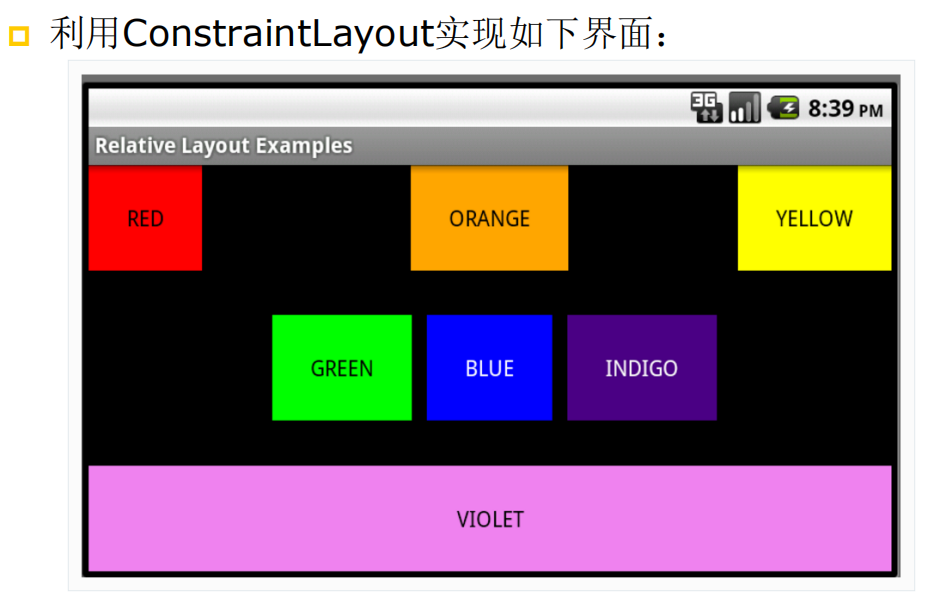 利用ConstraintLayout实现如下界面：
3G 8:39 PM
Relative Layout Examples
RED ORANGE YELLOW
GREEN BLUE INDIGO
VIOLET